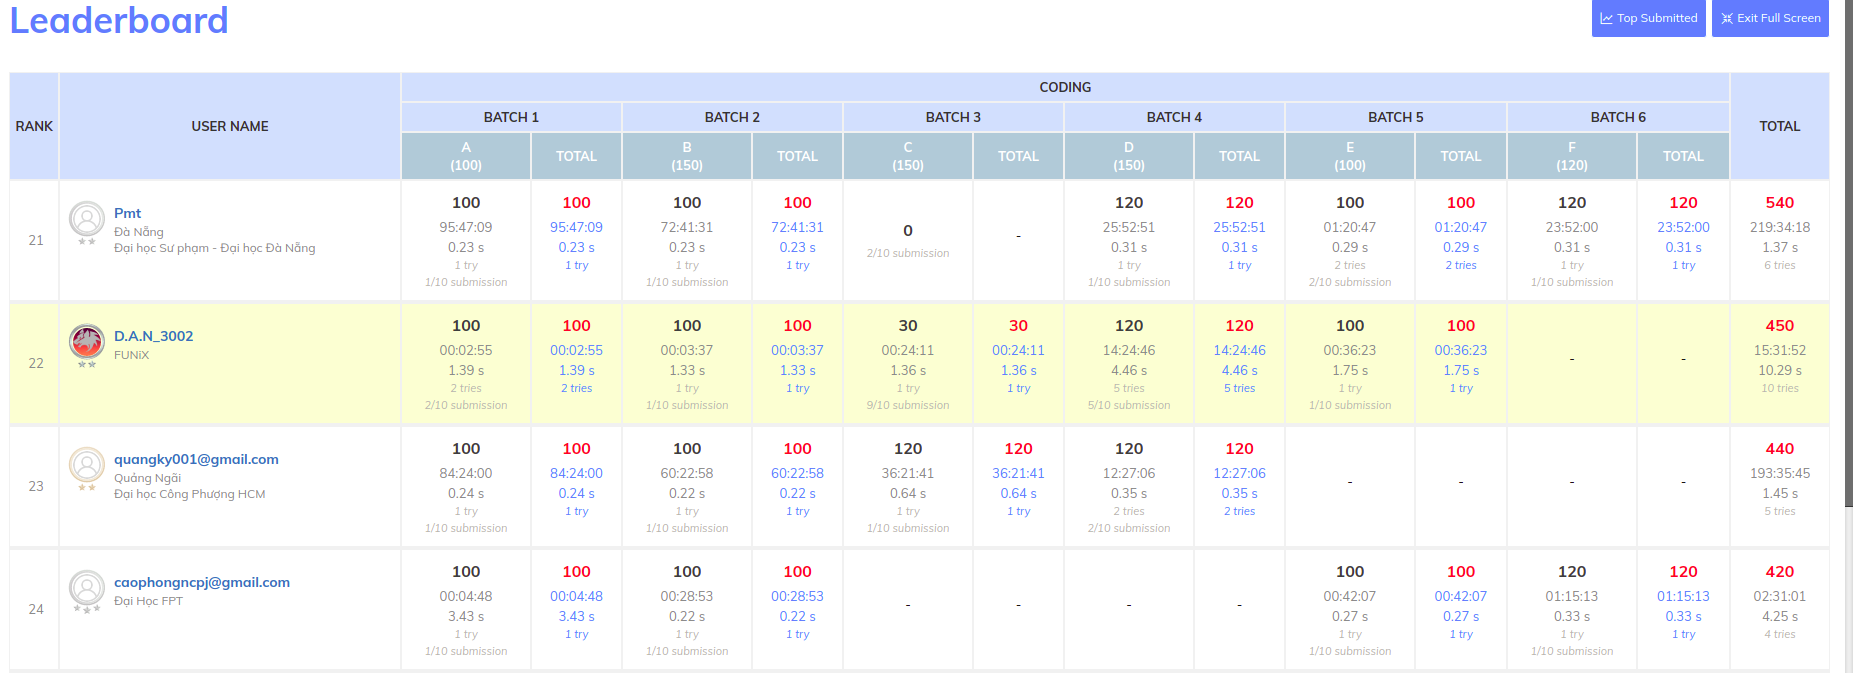 Leaderboard
Top Submitted
Exit Full Screen
RANK
USER NAME
CODING
TOTAL
BATCH 1
BATCH 2
BATCH 3
BATCH 4
BATCH 5
BATCH 6
A
(100)
TOTAL
B
(150)
TOTAL
C
(150)
TOTAL
D
(150)
TOTAL
E
(100)
TOTAL
F
(120)
TOTAL
21
Pmt
Đà Nẵng
Đại học Sư phạm - Đại học Đà Nẵng
100
95:47:09
0.23 s
1 try
1/10 submission
100
95:47:09
0.23 s
1 try
100
72:41:31
0.23 s
1 try
1/10 submission
100
72:41:31
0.23 s
1 try
0
2/10 submission
-
120
25:52:51
0.31 s
1 try
1/10 submission
120
25:52:51
0.31 s
1 try
100
01:20:47
0.29 s
2 tries
2/10 submission
100
01:20:47
0.29 s
2 tries
120
23:52:00
0.31 s
1 try
1/10 submission
120
23:52:00
0.31 s
1 try
540
219:34:18
1.37 s
6 tries
22
D.A.N_3002
FUNiX
100
00:02:55
1.39 s
2 tries
2/10 submission
100
00:02:55
1.39 s
2 tries
100
00:03:37
1.33 s
1 try
1/10 submission
100
00:03:37
1.33 s
1 try
30
00:24:11
1.36 s
1 try
9/10 submission
30
00:24:11
1.36 s
1 try
120
14:24:46
4.46 s
5 tries
5/10 submission
120
14:24:46
4.46 s
5 tries
100
00:36:23
1.75 s
1 try
1/10 submission
100
00:36:23
1.75 s
1 try
-
-
450
15:31:52
10.29 s
10 tries
23
quangky001@gmail.com
Quảng Ngãi
Đại học Công Phượng HCM
100
84:24:00
0.24 s
1 try
1/10 submission
100
84:24:00
0.24 s
1 try
100
60:22:58
0.22 s
1 try
1/10 submission
100
60:22:58
0.22 s
1 try
120
36:21:41
0.64 s
1 try
1/10 submission
120
36:21:41
0.64 s
1 try
120
12:27:06
0.35 s
2 tries
2/10 submission
120
12:27:06
0.35 s
2 tries
-
-
-
-
440
193:35:45
1.45 s
5 tries
24
caophongncpj@gmail.com
Đại Học FPT
100
00:04:48
3.43 s
1 try
1/10 submission
100
00:04:48
3.43 s
1 try
100
00:28:53
0.22 s
1 try
1/10 submission
100
00:28:53
0.22 s
1 try
-
-
-
-
100
00:42:07
0.27 s
1 try
1/10 submission
100
00:42:07
0.27 s
1 try
120
01:15:13
0.33 s
1 try
1/10 submission
120
01:15:13
0.33 s
1 try
420
02:31:01
4.25 s
4 tries